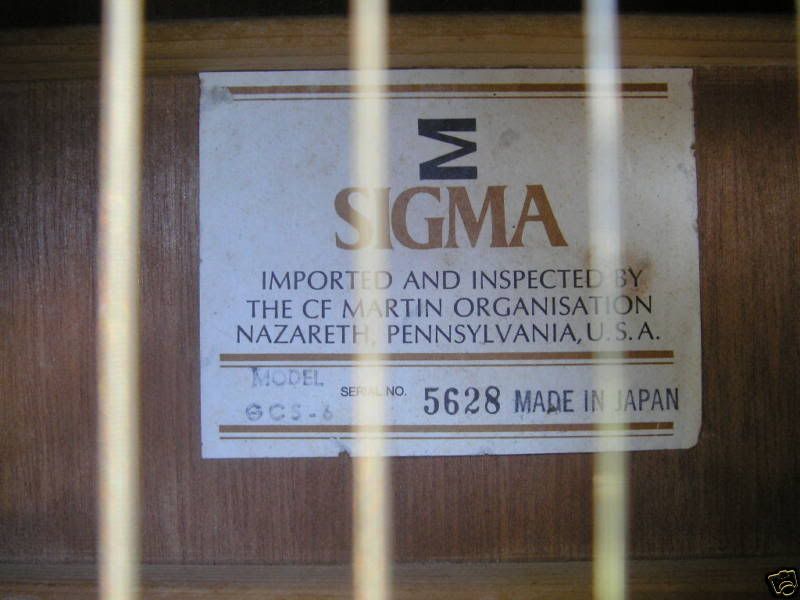 Σ
SIGMA
IMPORTED AND INSPECTED BY
THE CF MARTIN ORGANISATION
NAZARETH, PENNSYLVANIA, U.S.A.
MODEL
GCS-6
SERIAL NO. 5628 MADE IN JAPAN